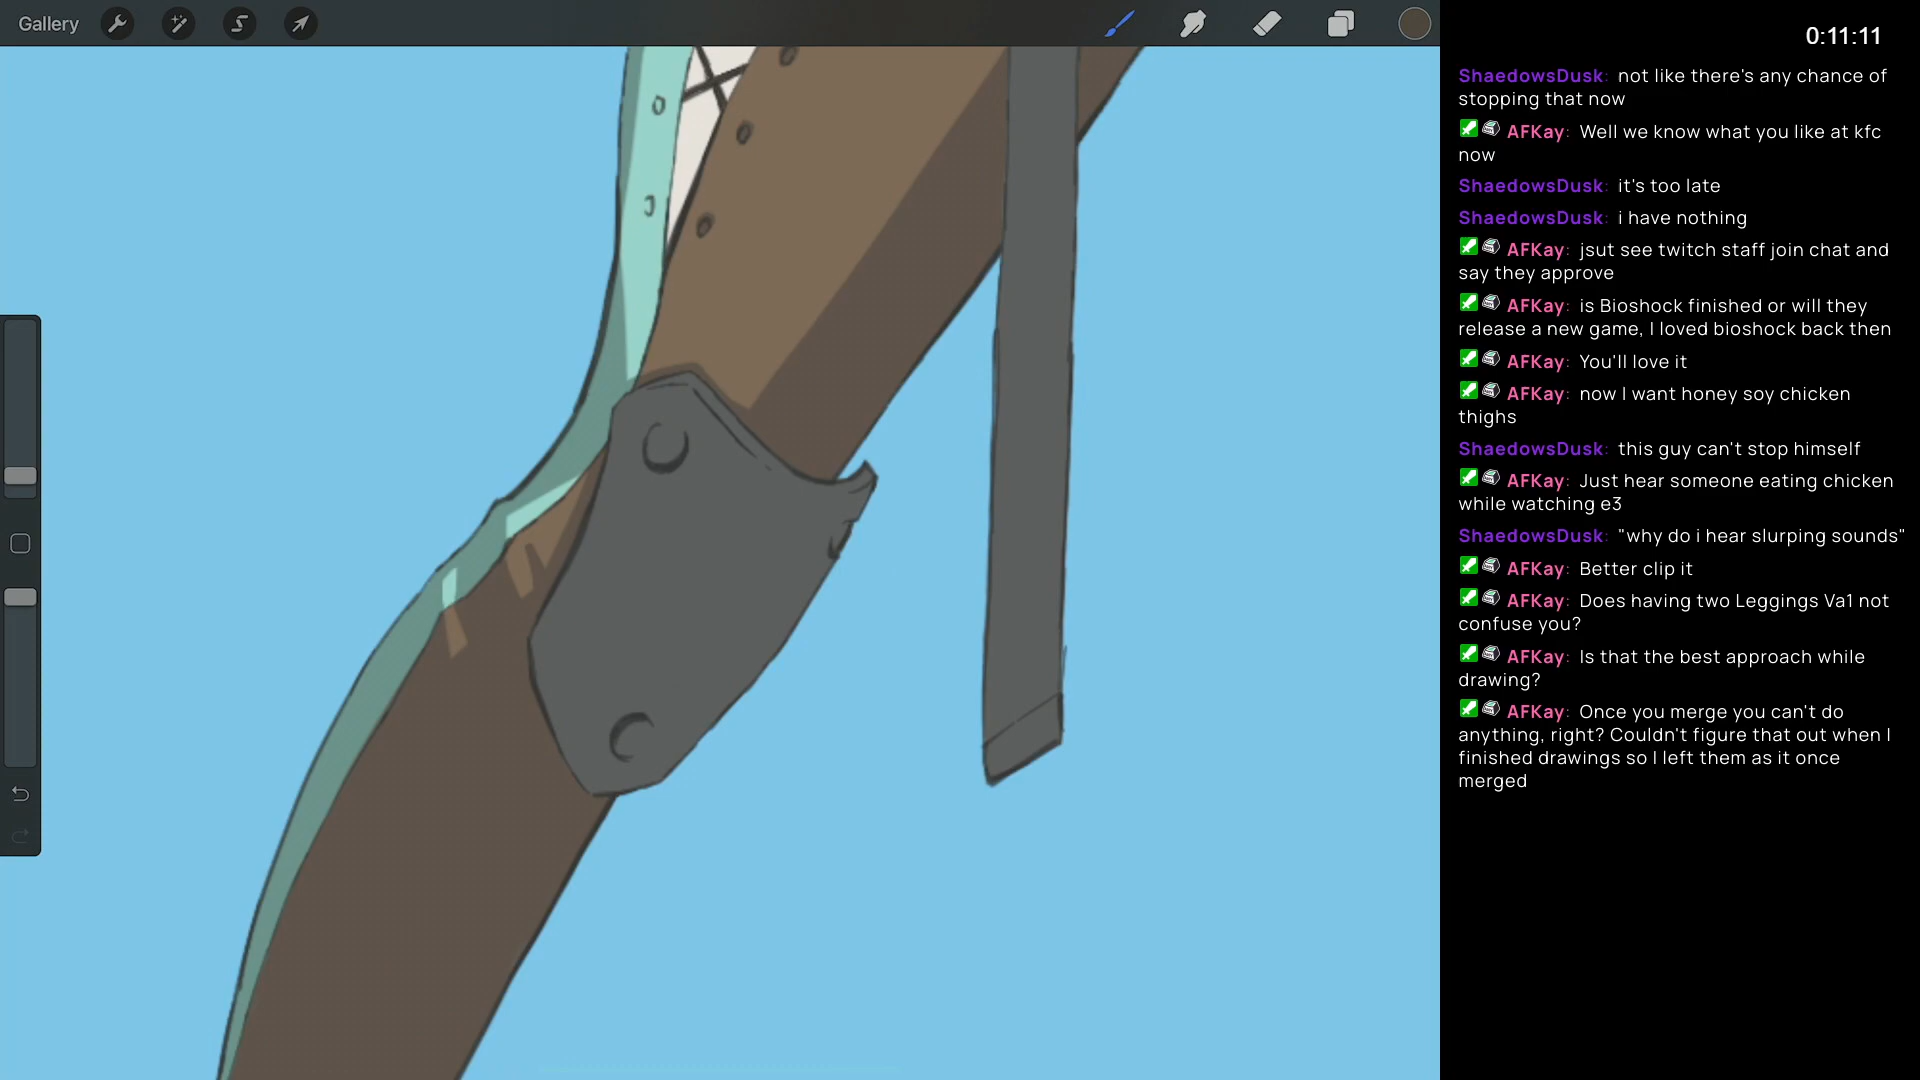 Gallery
0:11:11
ShaedowsDusk: not like there's any chance of
stopping that now
AFKay: Well we know what you like at kfc
now
ShaedowsDusk: it's too late
ShaedowsDusk: i have nothing
AFKay: jsut see twitch staff join chat and
say they approve
AFKay: is Bioshock finished or will they
release a new game, I loved bioshock back then
AFKay: You'll love it
AFKay: now I want honey soy chicken
thighs
ShaedowsDusk: this guy can't stop himself
AFKay: Just hear someone eating chicken
while watching e3
ShaedowsDusk: "why do i hear slurping sounds"
AFKay: Better clip it
AFKay: Does having two Leggings Va1 not
confuse you?
AFKay: Is that the best approach while
drawing?
AFKay: Once you merge you can't do
anything, right? Couldn't figure that out when I
finished drawings so I left them as it once
merged